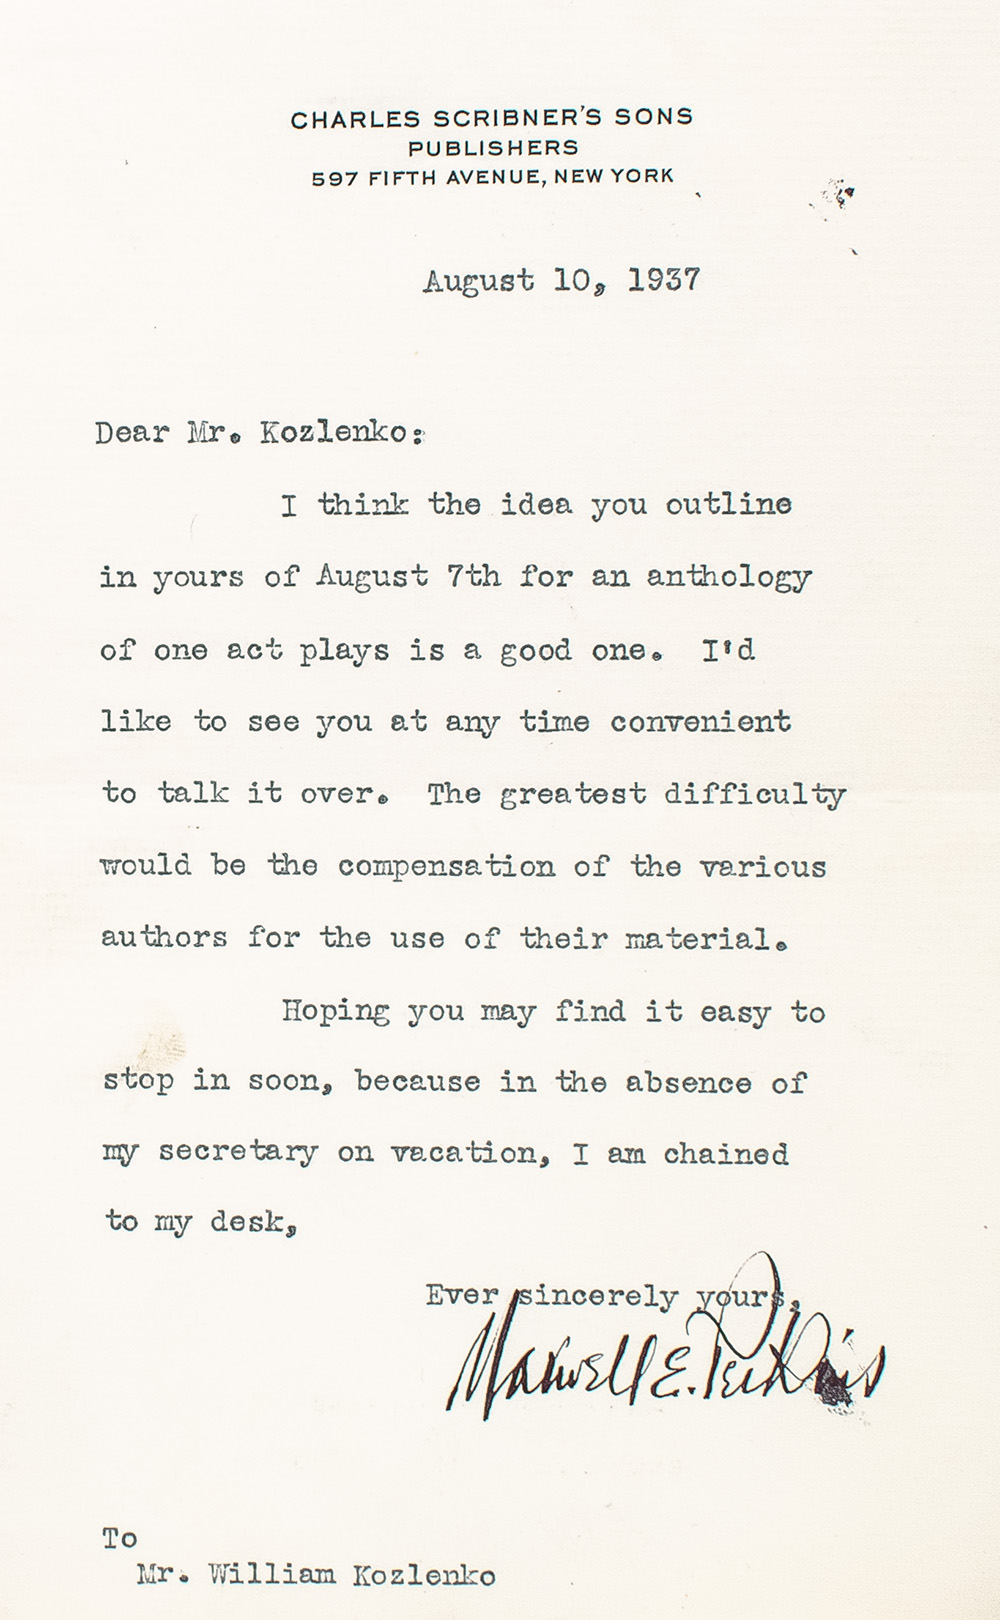 CHARLES SCRIBNER'S SONS
PUBLISHERS
597 FIFTH AVENUE, NEW YORK
August 10, 1937
Dear Mr. Kozlenko:
I think the idea you outline
in yours of August 7th for an anthology
of one act plays is a good one. I'd
like to see you at any time convenient
to talk it over. The greatest difficulty
would be the compensation of the various
authors for the use of their material.
Hoping you may find it easy to
stop in soon, because in the absence of
my secretary on vacation, I am chained
to my desk,
Ever sincerely yours,
Maxwell E. Perkins
To
Mr. William Kozlenko